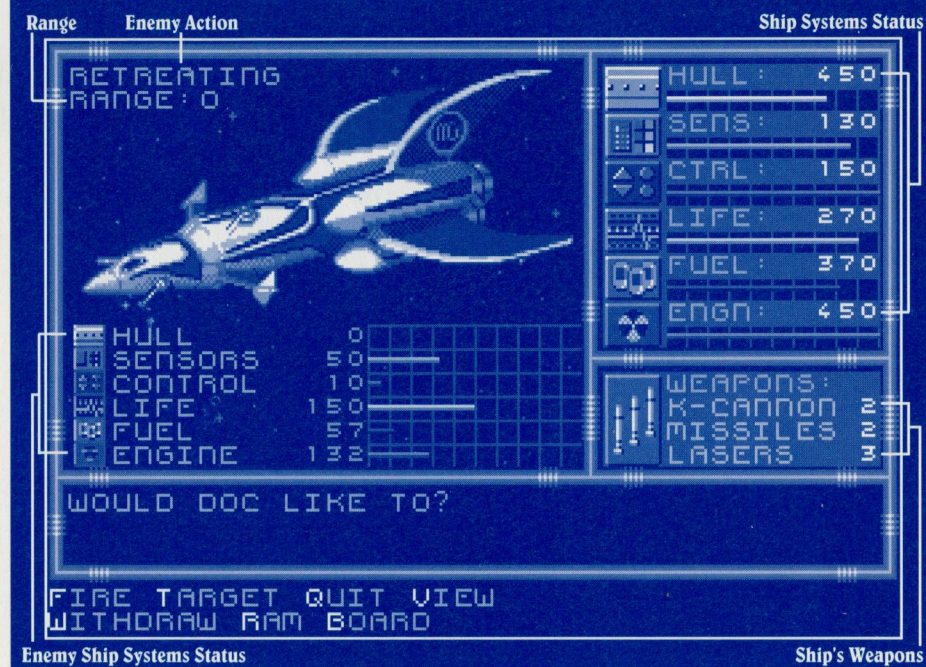 Range
Enemy Action
Ship Systems Status
RETREATING
RANGE: 0
HULL: 450
SENS: 130
CTRL: 150
LIFE: 270
FUEL: 370
ENGN: 450
HULL 0
SENSORS 50
CONTROL 10
LIFE 150
FUEL 57
ENGINE 132
WEAPONS:
K-CANNON 2
MISSILES 2
LASERS 3
WOULD DOC LIKE TO?
FIRE TARGET QUIT VIEW
WITHDRAW RAM BOARD
Enemy Ship Systems Status
Ship's Weapons